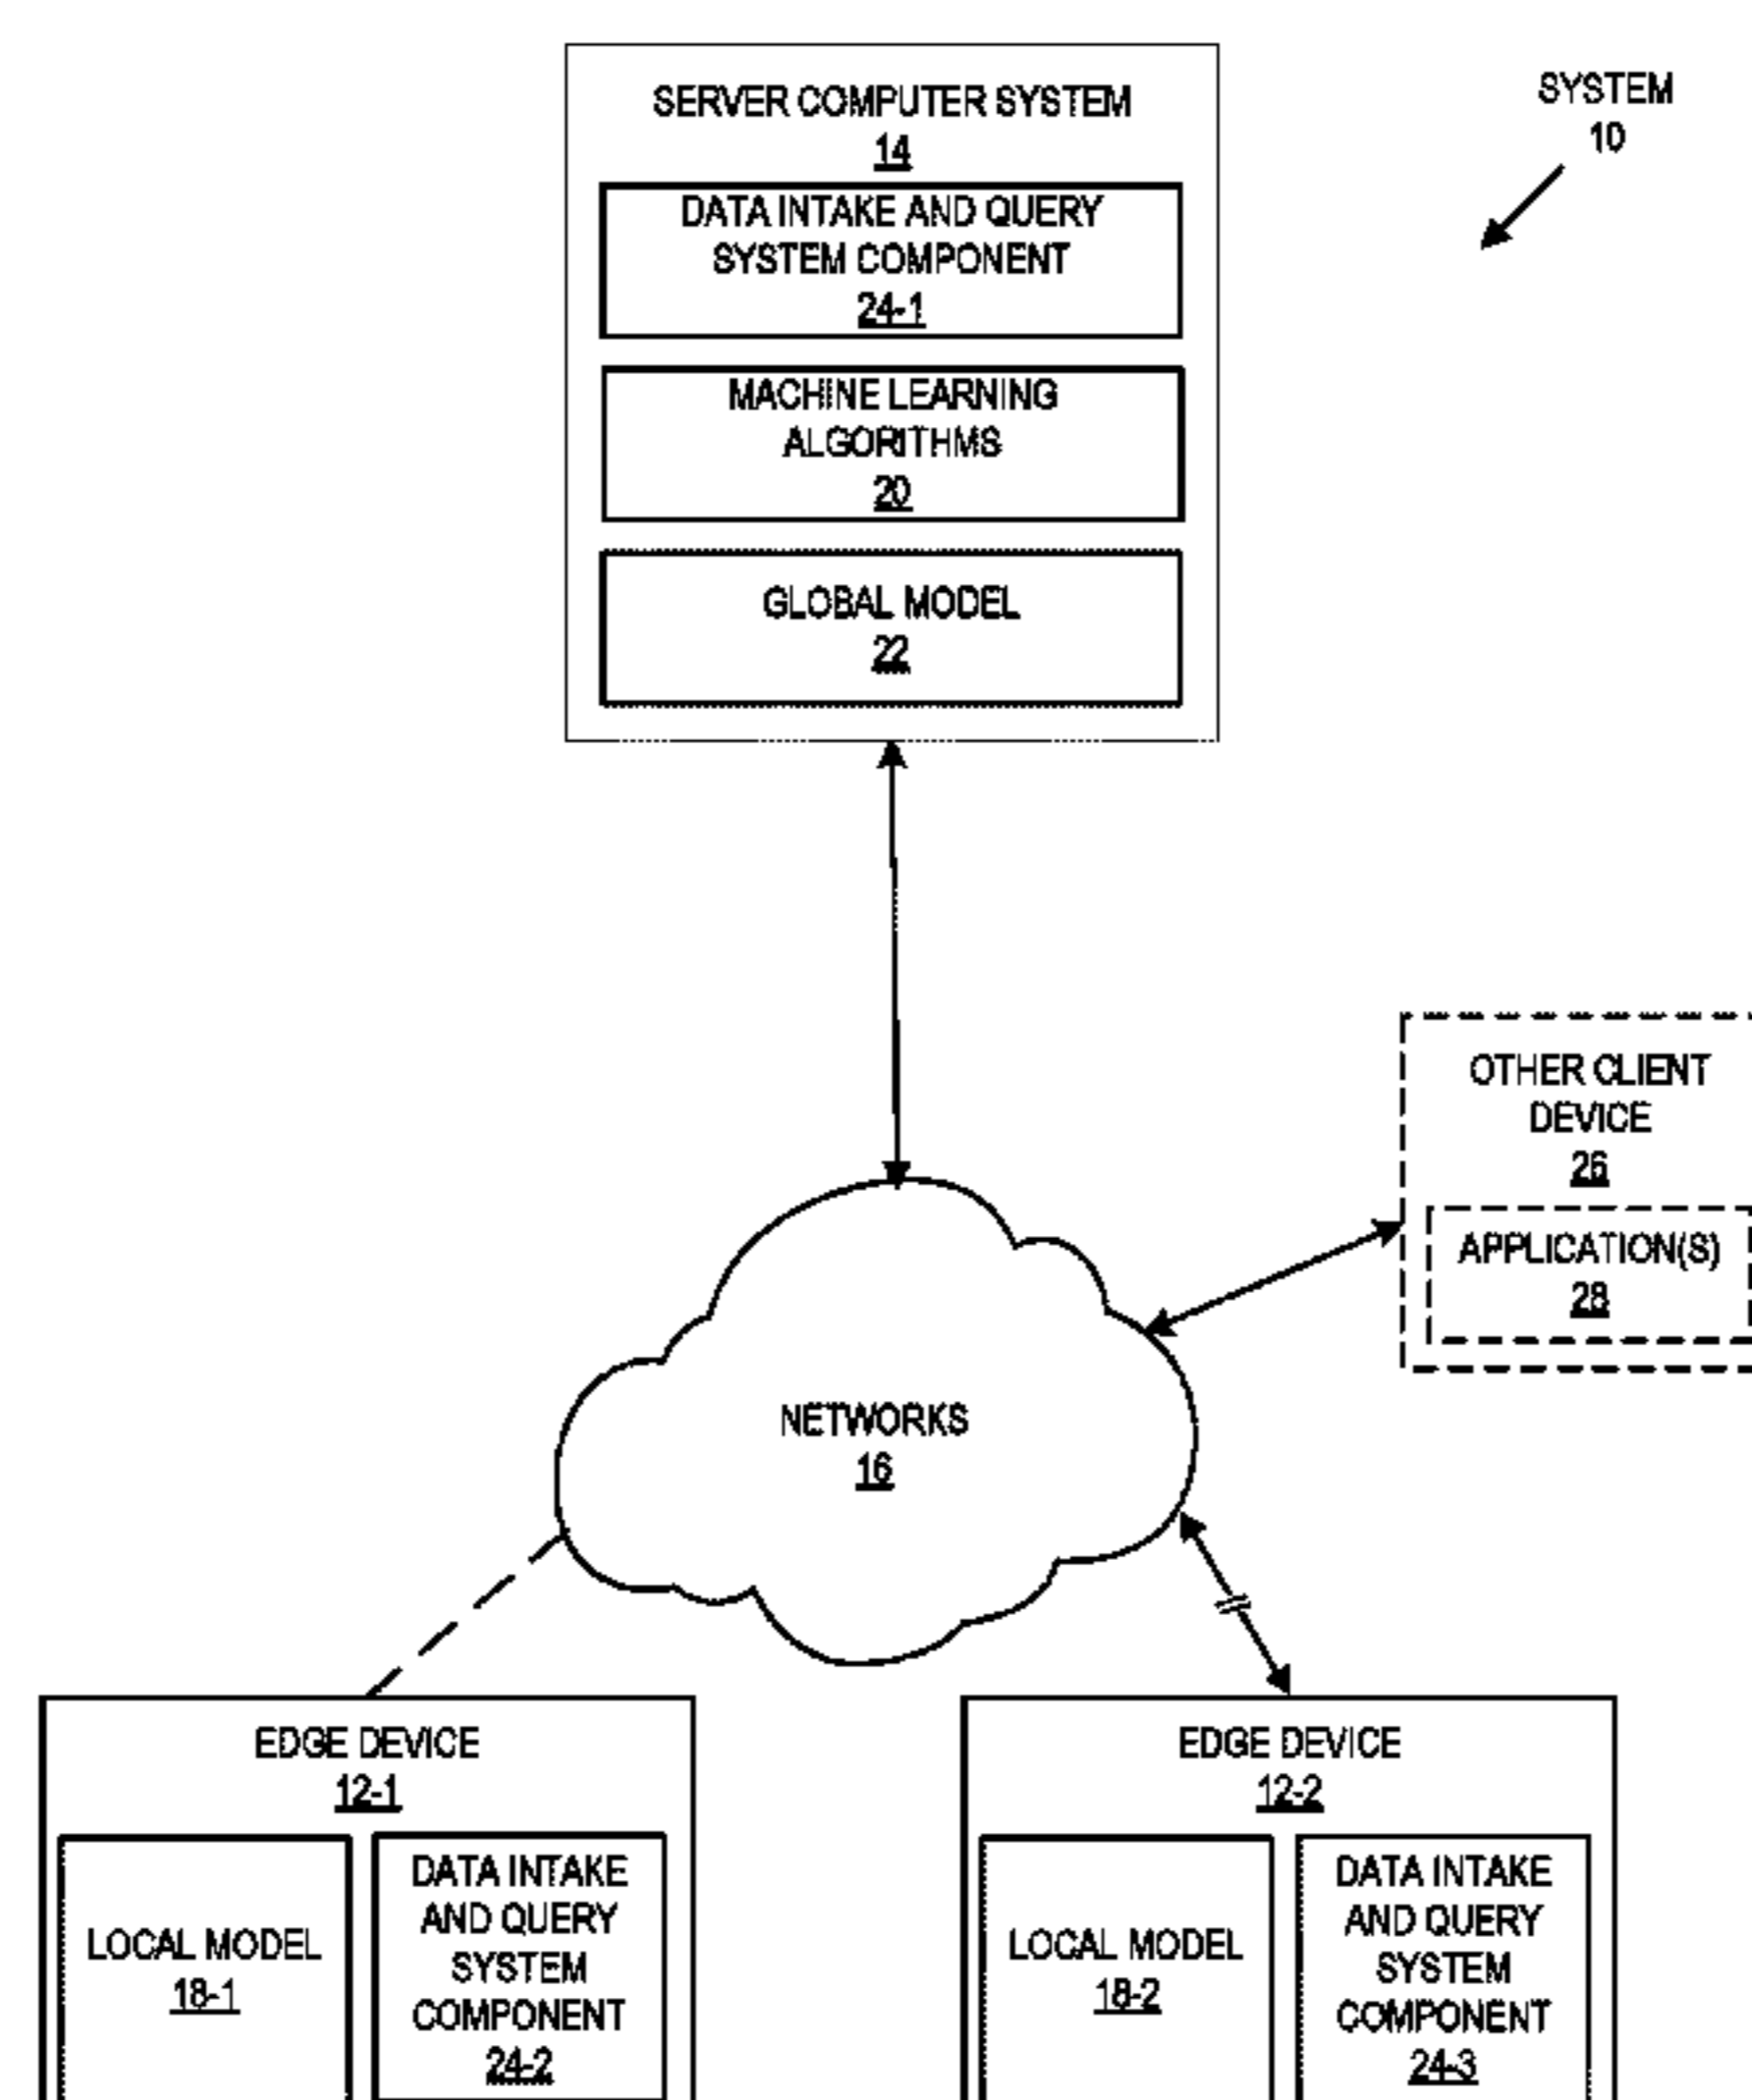 SERVER COMPUTER SYSTEM
14
SYSTEM
10
DATA INTAKE AND QUERY
SYSTEM COMPONENT
24-1
MACHINE LEARNING
ALGORITHMS
20
GLOBAL MODEL
22
OTHER CLIENT
DEVICE
26
APPLICATION(S)
28
NETWORKS
16
EDGE DEVICE
12-1
LOCAL MODEL
18-1
DATA INTAKE
AND QUERY
SYSTEM
COMPONENT
24-2
EDGE DEVICE
12-2
LOCAL MODEL
18-2
DATA INTAKE
AND QUERY
SYSTEM
COMPONENT
24-3